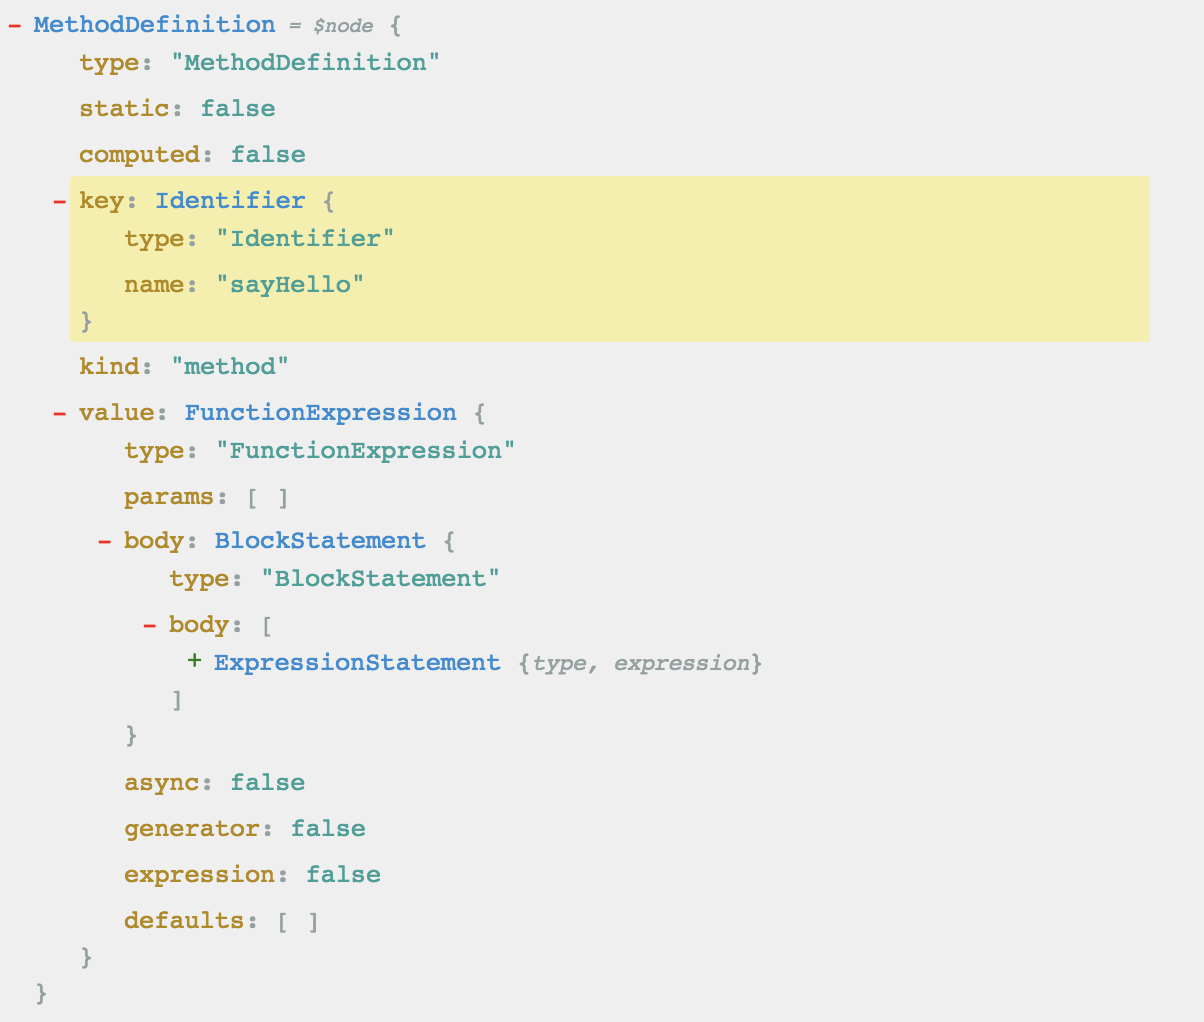 − MethodDefinition = $node {
type: "MethodDefinition"
static: false
computed: false
− key: Identifier {
type: "Identifier"
name: "sayHello"
}
kind: "method"
− value: FunctionExpression {
type: "FunctionExpression"
params: [ ]
− body: BlockStatement {
type: "BlockStatement"
− body: [
+ ExpressionStatement {type, expression}
]
}
async: false
generator: false
expression: false
defaults: [ ]
}
}